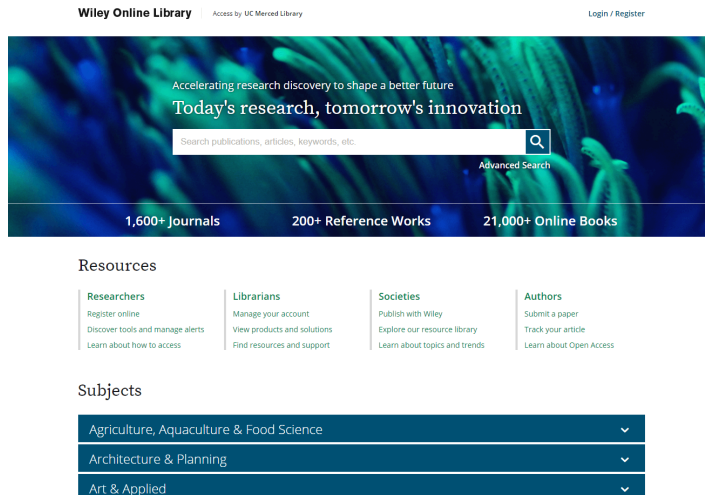 Wiley Online Library
Access by UC Merced Library
Login / Register
Accelerating research discovery to shape a better future
Today's research, tomorrow's innovation
Search publications, articles, keywords, etc.
Advanced Search
1,600+ Journals
200+ Reference Works
21,000+ Online Books
Resources
Researchers
Register online
Discover tools and manage alerts
Learn about how to access
Librarians
Manage your account
View products and solutions
Find resources and support
Societies
Publish with Wiley
Explore our resource library
Learn about topics and trends
Authors
Submit a paper
Track your article
Learn about Open Access
Subjects
Agriculture, Aquaculture & Food Science
Architecture & Planning
Art & Applied